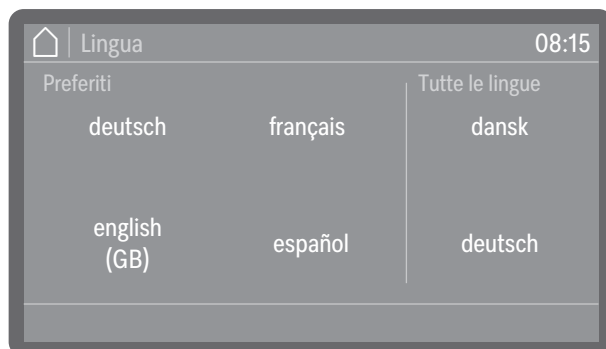 Lingua
08:15
Preferiti
Tutte le lingue
deutsch
français
dansk
english
(GB)
español
deutsch